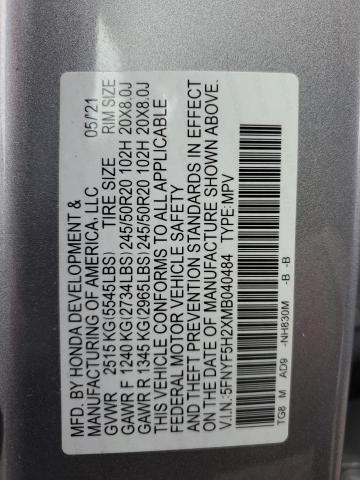 MFD. BY HONDA DEVELOPMENT &
MANUFACTURING OF AMERICA, LLC 05/'21
GVWR 2515 KG(5545LBS) TIRE SIZE RIM SIZE
GAWR F 1240 KG(2734LBS) 245/50R20 102H 20X8.0J
GAWR R 1345 KG(2965LBS) 245/50R20 102H 20X8.0J
THIS VEHICLE CONFORMS TO ALL APPLICABLE
FEDERAL MOTOR VEHICLE SAFETY
AND THEFT PREVENTION STANDARDS IN EFFECT
ON THE DATE OF MANUFACTURE SHOWN ABOVE.
V.I.N.:5FNYF5H2XMB040484 TYPE:MPV
TG8 M AD9 -NH830M -B -B